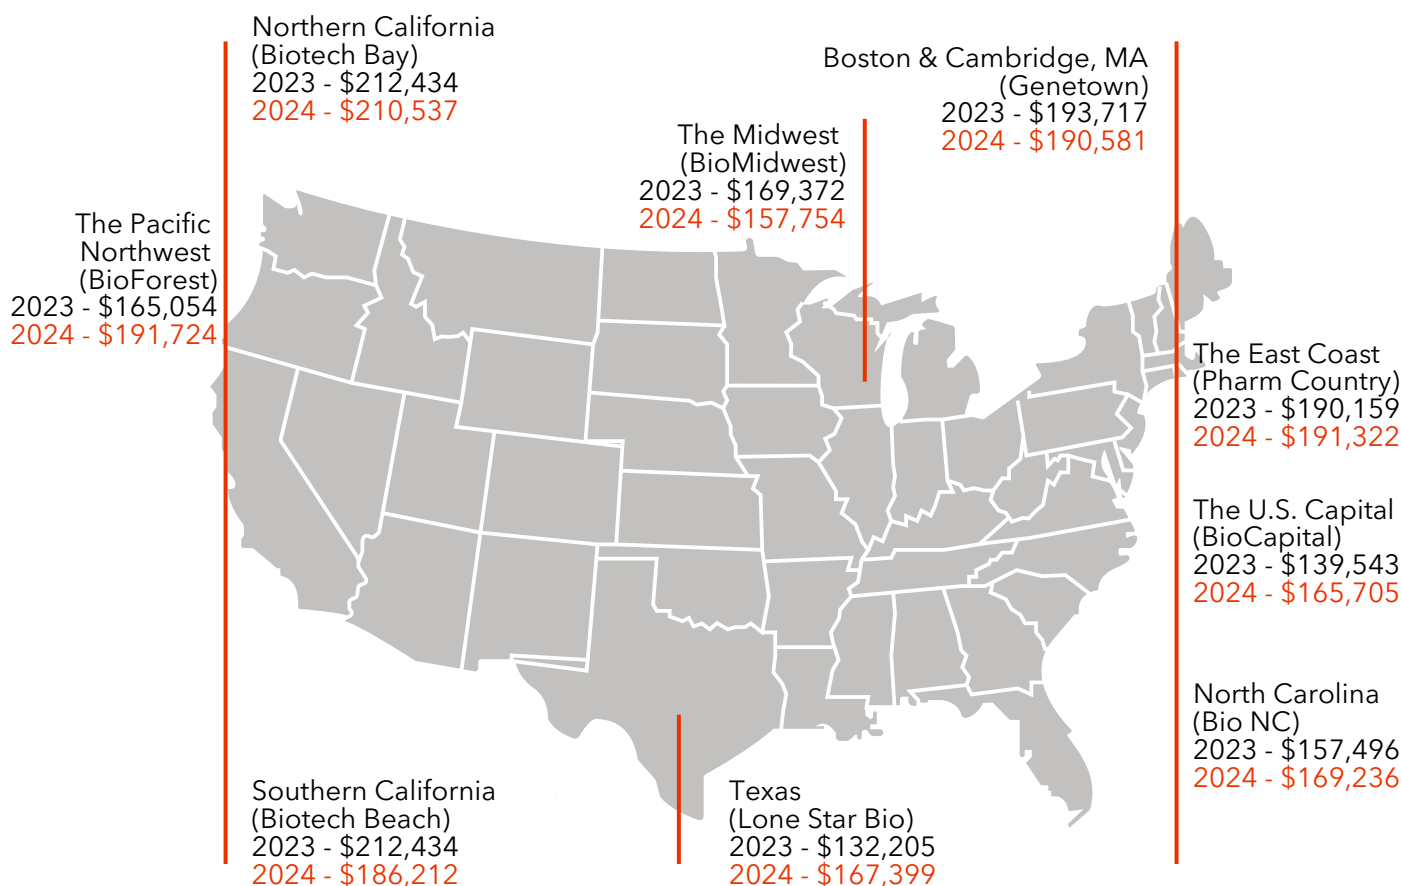 Northern California
(Biotech Bay)
2023 - $212,434
2024 - $210,537
Boston & Cambridge, MA
(Genetown)
2023 - $193,717
2024 - $190,581
The Midwest
(BioMidwest)
2023 - $169,372
2024 - $157,754
The Pacific
Northwest
(BioForest)
2023 - $165,054
2024 - $191,724
The East Coast
(Pharm Country)
2023 - $190,159
2024 - $191,322
The U.S. Capital
(BioCapital)
2023 - $139,543
2024 - $165,705
North Carolina
(Bio NC)
2023 - $157,496
2024 - $169,236
Southern California
(Biotech Beach)
2023 - $212,434
2024 - $186,212
Texas
(Lone Star Bio)
2023 - $132,205
2024 - $167,399